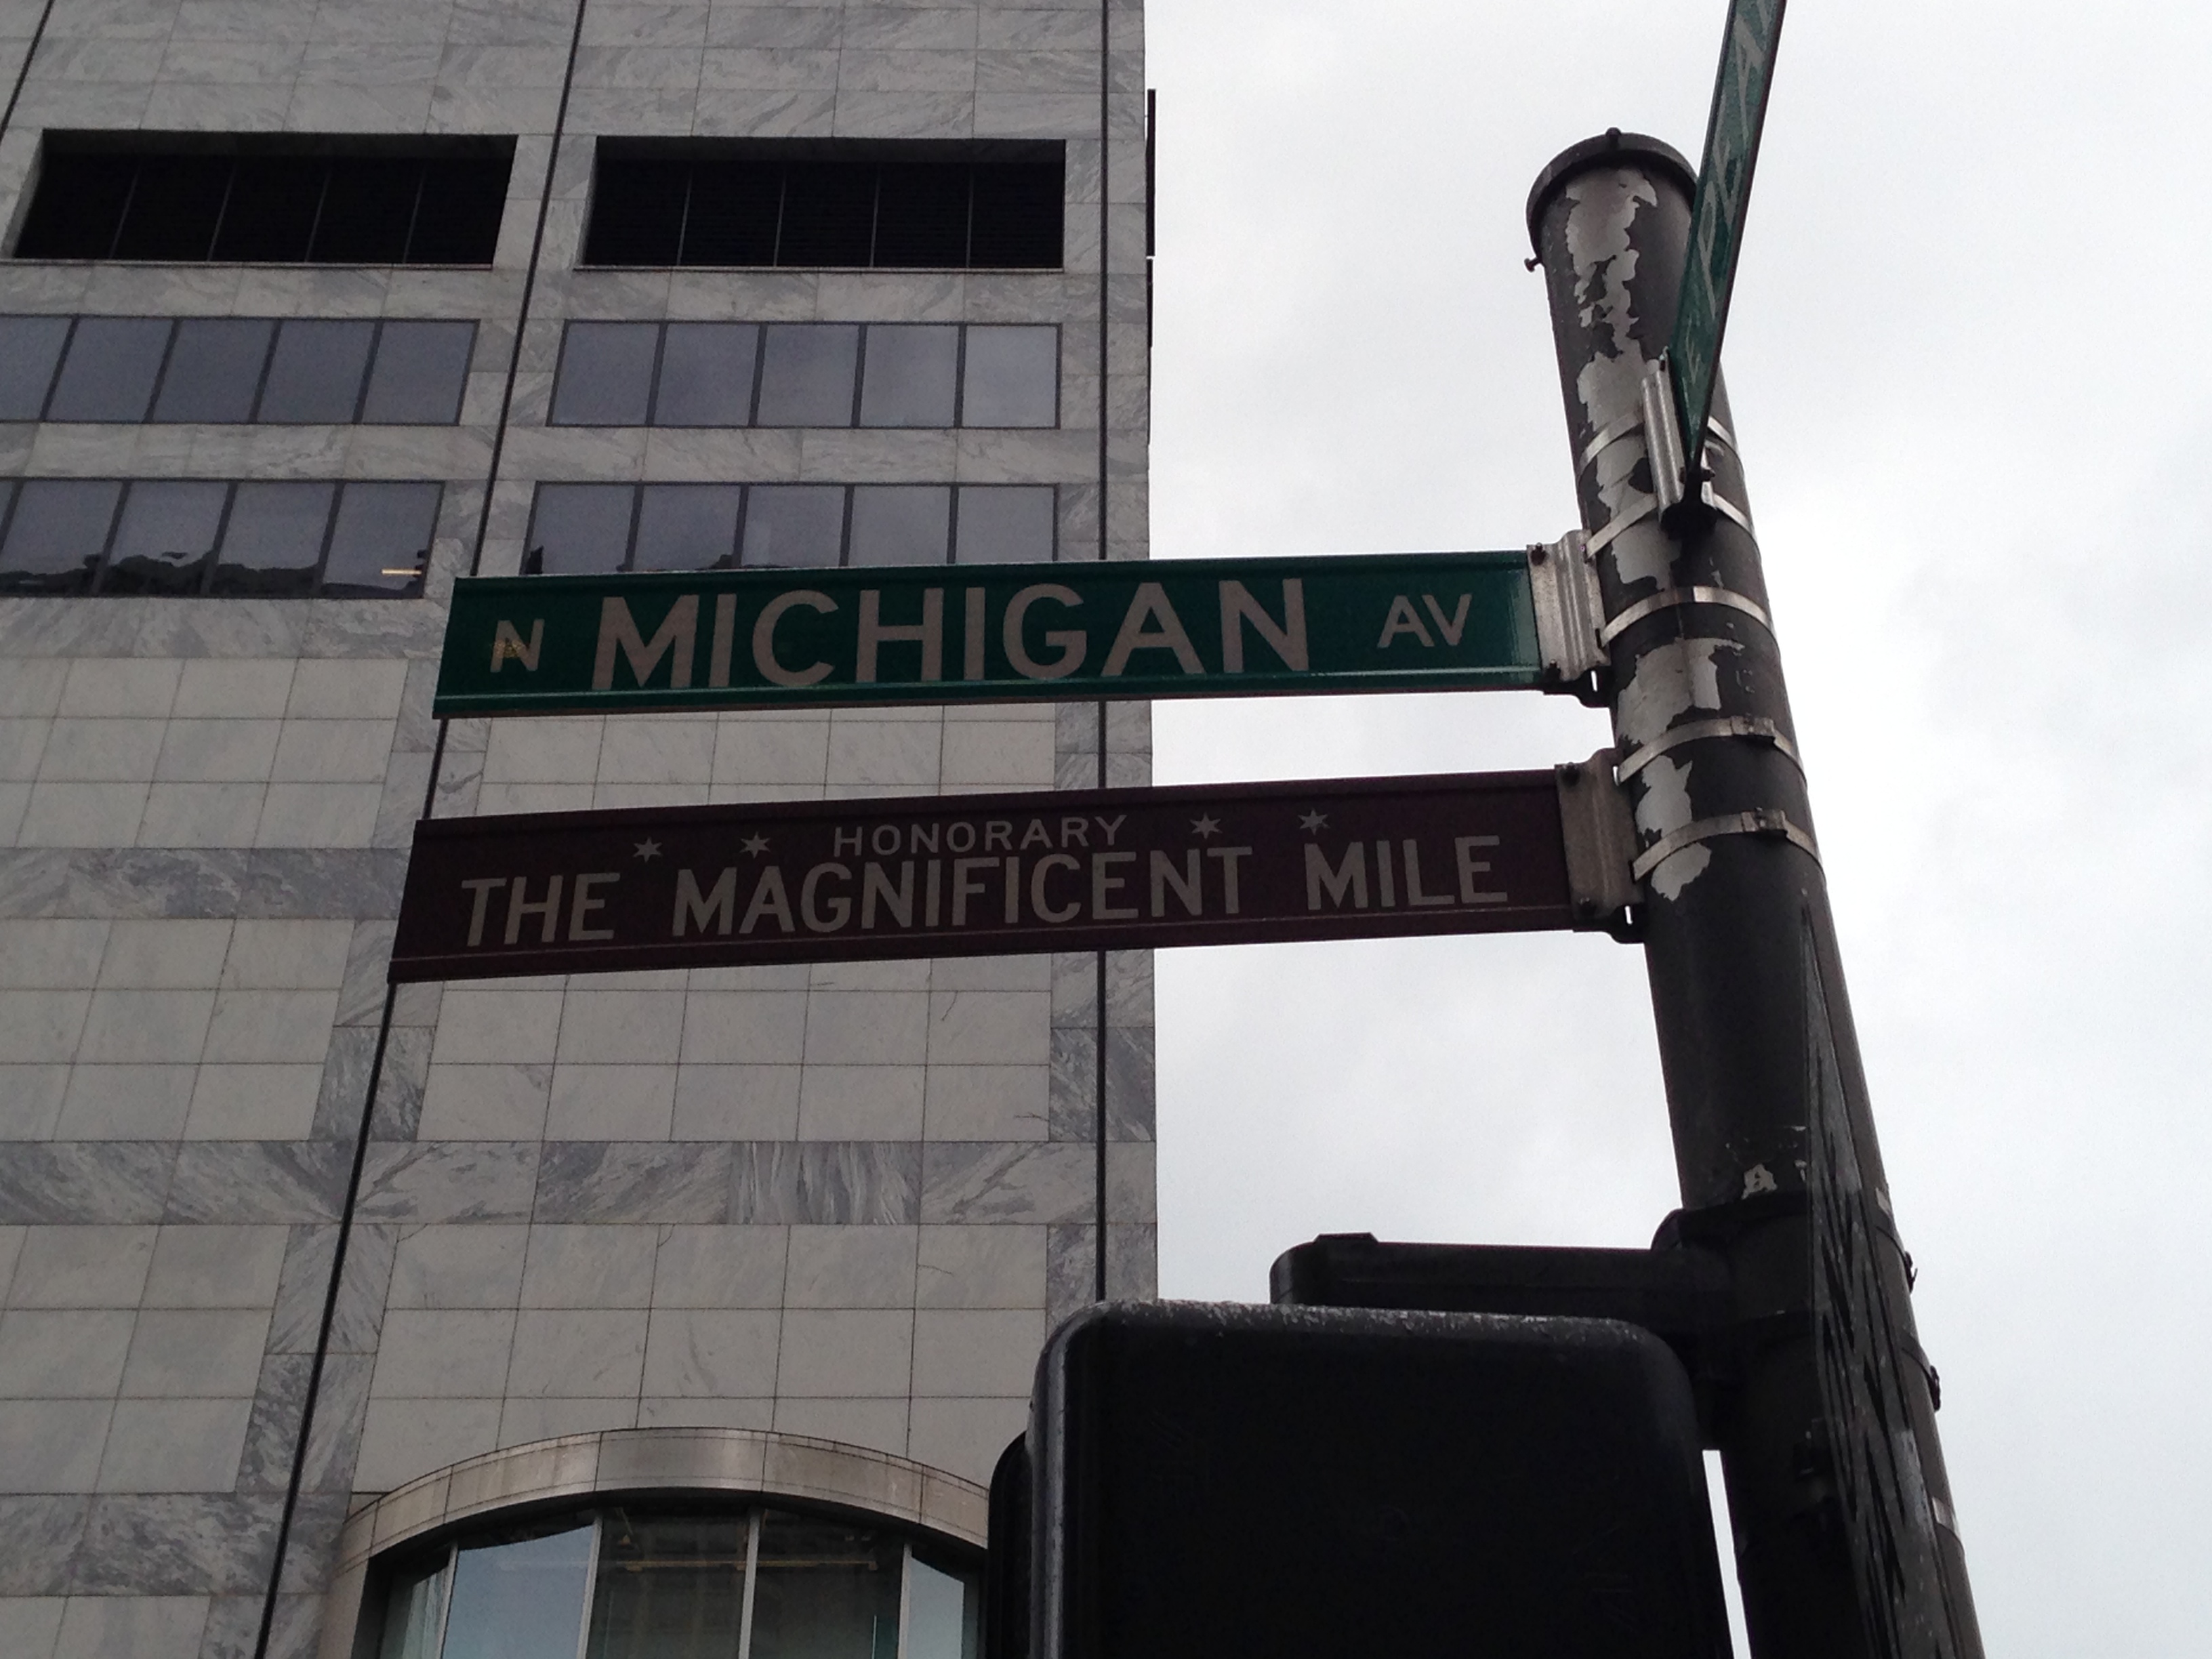 N MICHIGAN AV
HONORARY
THE MAGNIFICENT MILE